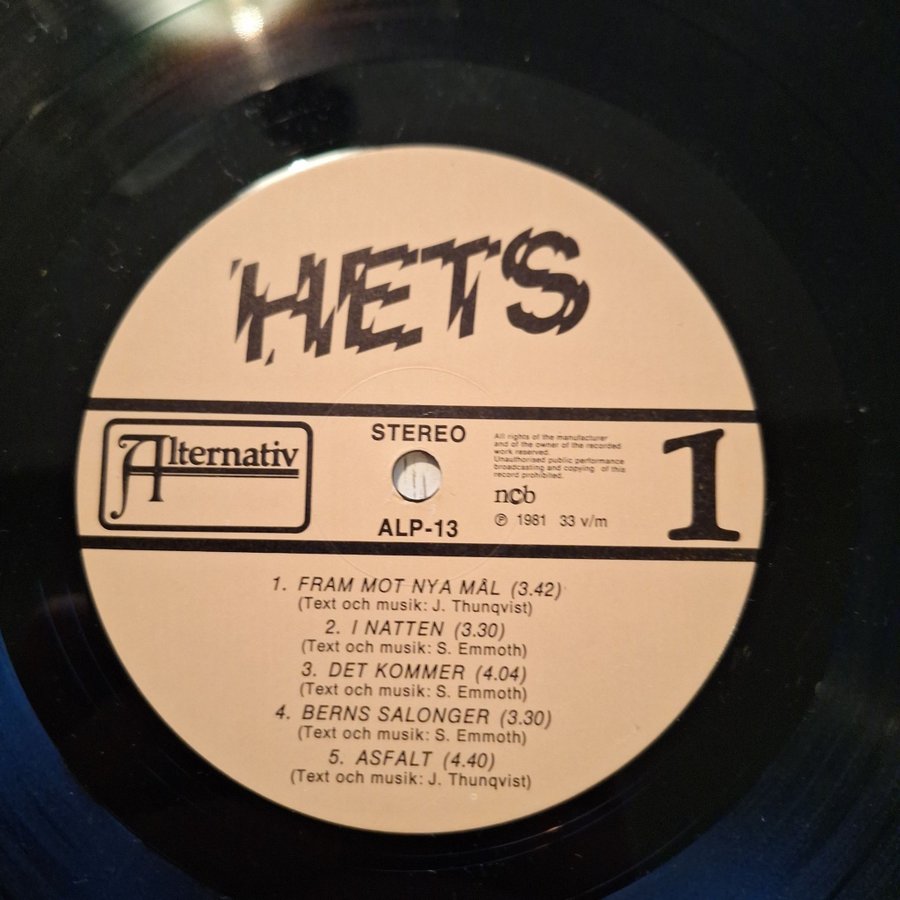 HETS
Alternativ
STEREO
ALP-13
All rights of the manufacturer
and of the owner of the recorded
work reserved.
Unauthorised public performance
broadcasting and copying of this
record prohibited.
ncb
℗ 1981 33 v/m
1
1. FRAM MOT NYA MÅL (3.42)
(Text och musik: J. Thunqvist)
2. I NATTEN (3.30)
(Text och musik: S. Emmoth)
3. DET KOMMER (4.04)
(Text och musik: S. Emmoth)
4. BERNS SALONGER (3.30)
(Text och musik: S. Emmoth)
5. ASFALT (4.40)
(Text och musik: J. Thunqvist)